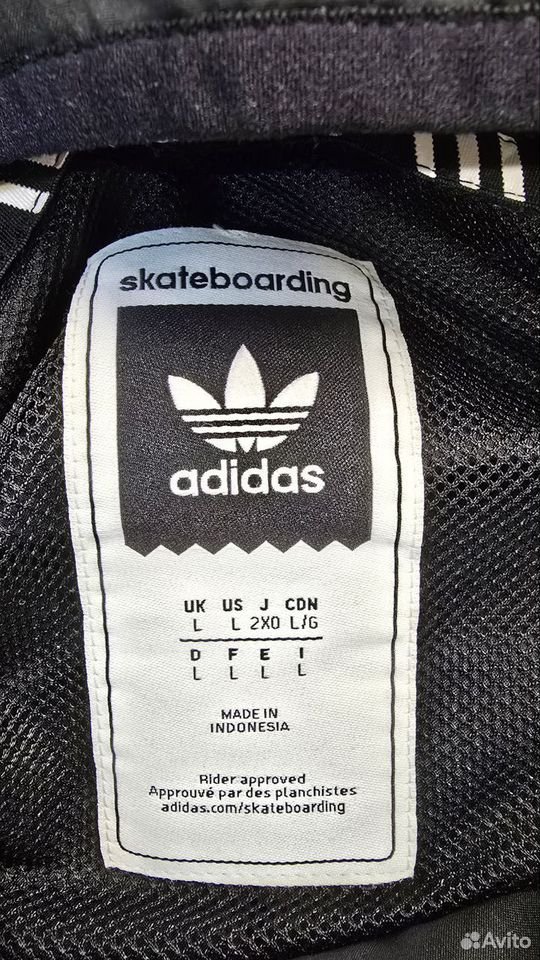 skateboarding
adidas
UK US J CDN
L L 2XO L/G
D F E I
L L L L
MADE IN
INDONESIA
Rider approved
Approuvé par des planchistes
adidas.com/skateboarding
Avito